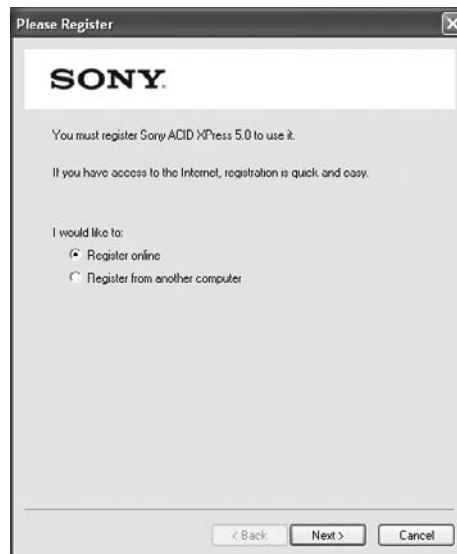 Please Register
SONY.
You must register Sony ACID XPress 5.0 to use it.
If you have access to the Internet, registration is quick and easy.
I would like to:
Register online
Register from another computer
< Back
Next >
Cancel